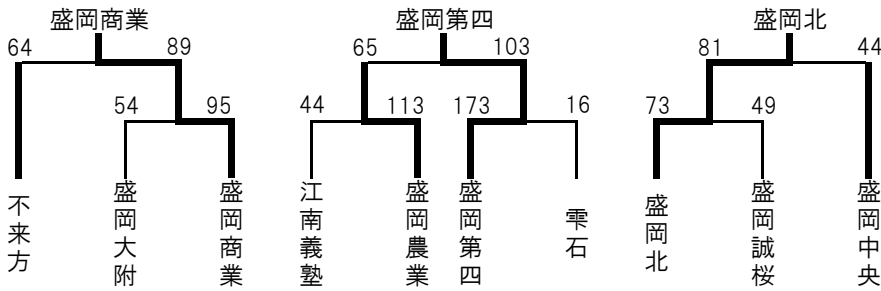 盛岡商業 盛岡第四 盛岡北
64 89 65 103 81 44
54 95 44 113 173 16 73 49
不来方
盛岡大附
盛岡商業
江南義塾
盛岡農業
盛岡第四
雫石
盛岡北
盛岡誠桜
盛岡中央